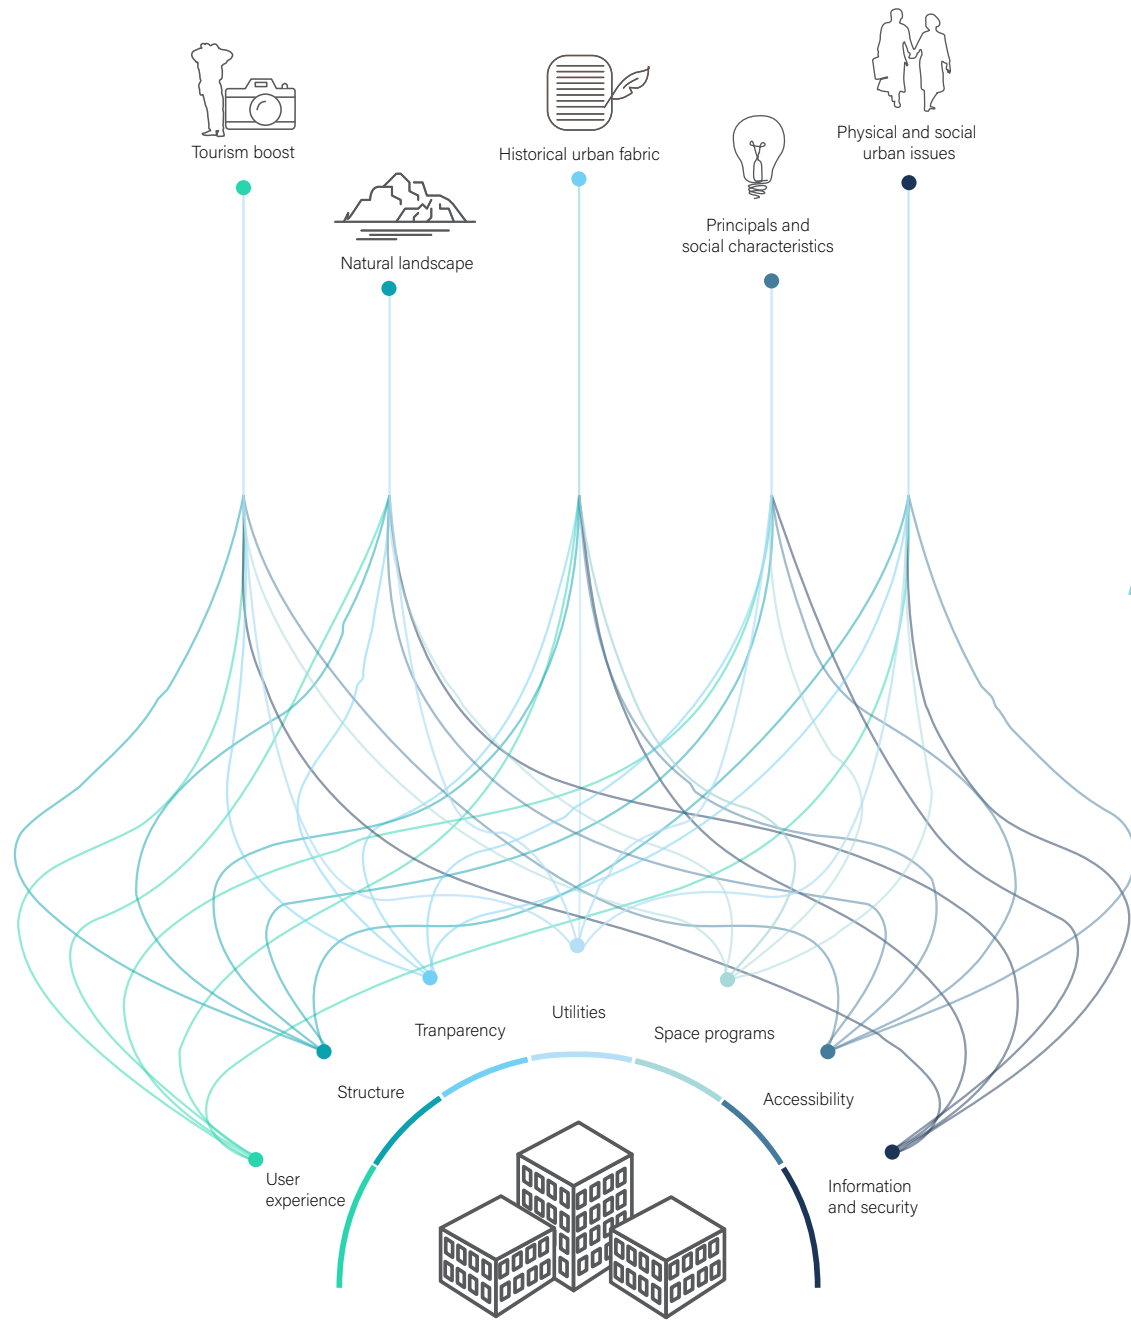 Tourism boost
Historical urban fabric
Physical and social
urban issues
Natural landscape
Principals and
social characteristics
Utilities
Tranparency
Space programs
Structure
Accessibility
User
experience
Information
and security